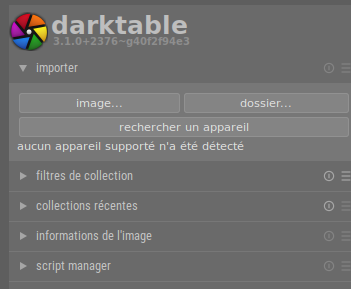 darktable
3.1.0+2376~g40f2f94e3
importer
image...
dossier...
rechercher un appareil
aucun appareil supporté n'a été détecté
filtres de collection
collections récentes
informations de l'image
script manager